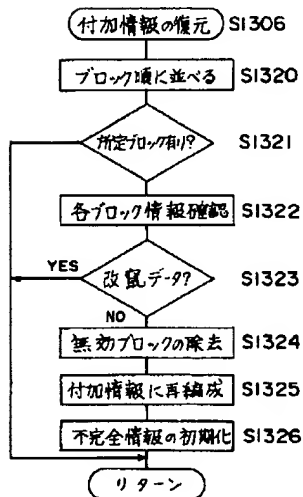 付加情報の復元 S1306
ブロック順に並べる S1320
所定ブロック有り? S1321
各ブロック情報確認 S1322
YES 改竄データ? S1323
NO
無効ブロックの除去 S1324
付加情報に再編成 S1325
不完全情報の初期化 S1326
リターン